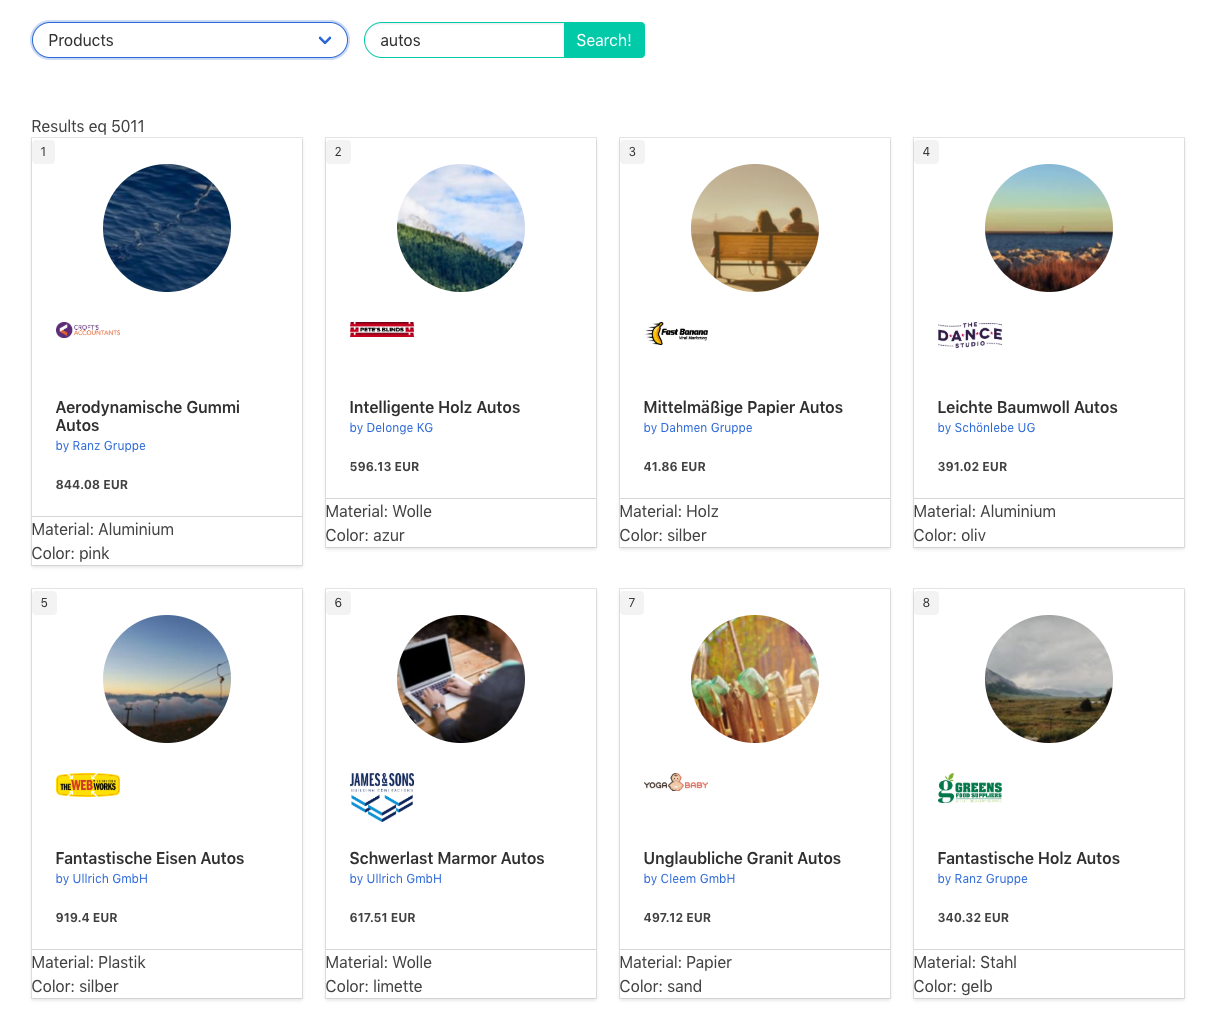 Products
autos
Search!
Results eq 5011
1
CROFT'S
ACCOUNTANTS
Aerodynamische Gummi
Autos
by Ranz Gruppe
844.08 EUR
Material: Aluminium
Color: pink
2
PETE'S BLINDS
Intelligente Holz Autos
by Delonge KG
596.13 EUR
Material: Wolle
Color: azur
3
Fast Banana
Viral Marketing
Mittelmäßige Papier Autos
by Dahmen Gruppe
41.86 EUR
Material: Holz
Color: silber
4
THE
DANCE
STUDIO
Leichte Baumwoll Autos
by Schönlebe UG
391.02 EUR
Material: Aluminium
Color: oliv
5
THE WEB WORKS
Fantastische Eisen Autos
by Ullrich GmbH
919.4 EUR
Material: Plastik
Color: silber
6
JAMES & SONS
Schwerlast Marmor Autos
by Ullrich GmbH
617.51 EUR
Material: Wolle
Color: limette
7
YOGA BABY
Unglaubliche Granit Autos
by Cleem GmbH
497.12 EUR
Material: Papier
Color: sand
8
GREENS
FOOD SUPPLIERS
Fantastische Holz Autos
by Ranz Gruppe
340.32 EUR
Material: Stahl
Color: gelb